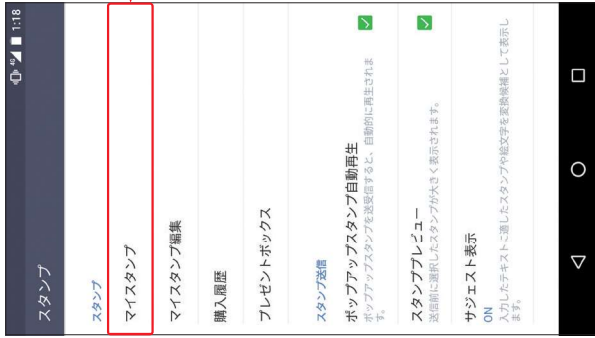 4G 1:18
スタンプ
スタンプ
マイスタンプ
マイスタンプ編集
購入履歴
プレゼントボックス
スタンプ送信
ポップアップスタンプ自動再生
ポップアップスタンプを送受信すると、自動的に再生されま
す。
スタンププレビュー
送信前に選択したスタンプが大きく表示されます。
サジェスト表示
ON
入力したテキストに適したスタンプや絵文字を変換候補として表示し
ます。